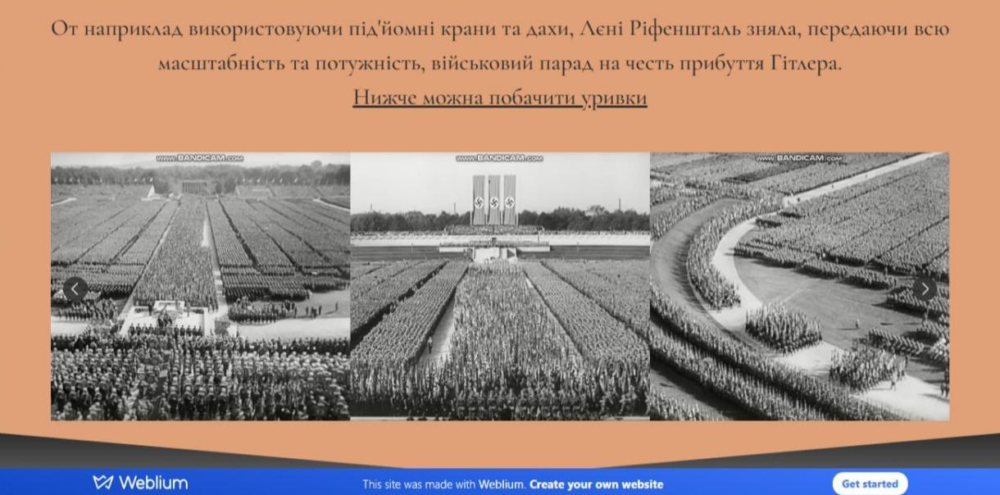 От наприклад використовуючи під'йомні крани та дахи, Лєні Ріфеншталь зняла, передаючи всю
масштабність та потужність, військовий парад на честь прибуття Гітлера.
Нижче можна побачити уривки
WWW.BANDICAM.COM
WWW.BANDICAM.COM
WWW.BANDICAM.COM
Weblium
This site was made with Weblium. Create your own website
Get started